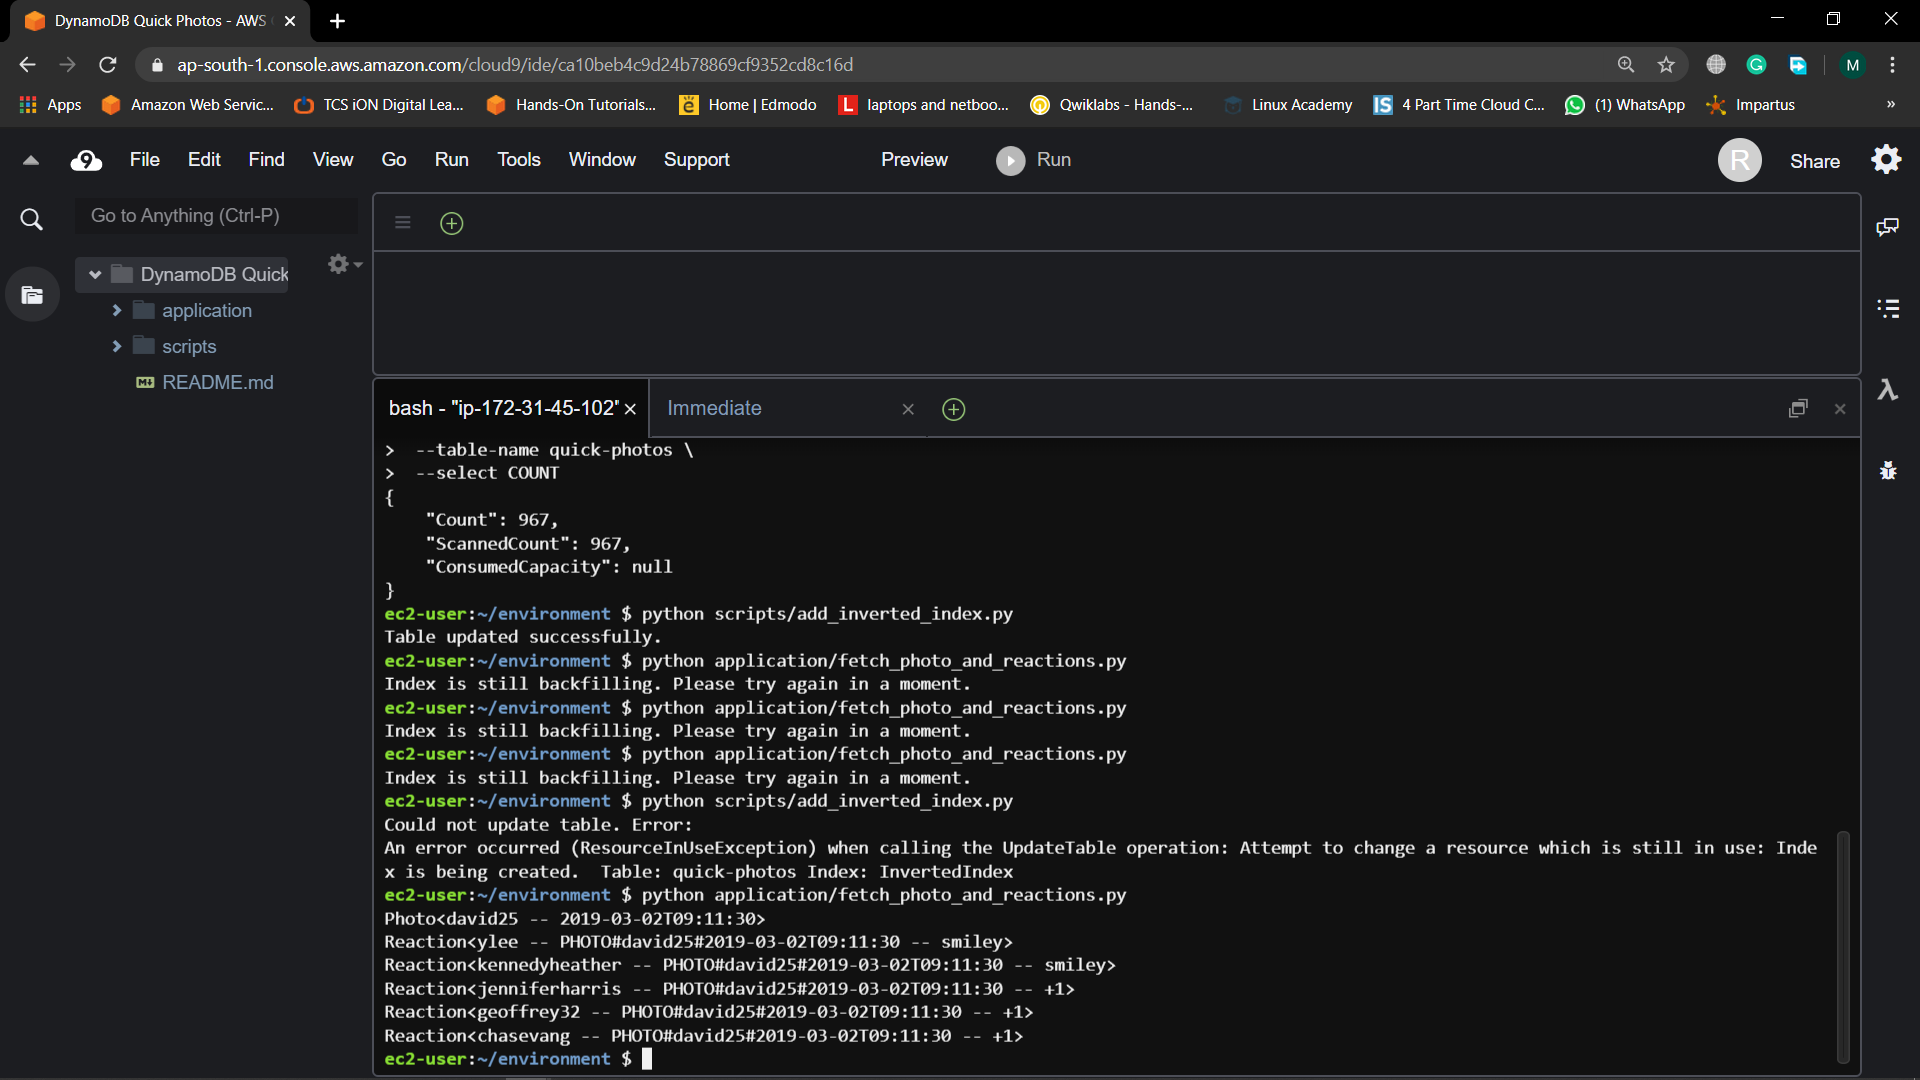 DynamoDB Quick Photos - AWS
ap-south-1.console.aws.amazon.com/cloud9/ide/ca10beb4c9d24b78869cf9352cd8c16d
M
Apps
Amazon Web Servic...
TCS iON Digital Lea...
Hands-On Tutorials...
Home | Edmodo
laptops and netboo...
Qwiklabs - Hands-...
Linux Academy
4 Part Time Cloud C...
(1) WhatsApp
Impartus
»
9
File Edit Find View Go Run Tools Window Support
Preview
Run
R
Share
Go to Anything (Ctrl-P)
DynamoDB Quick
application
scripts
README.md
bash - "ip-172-31-45-102"
Immediate
>  --table-name quick-photos \
>  --select COUNT
{
    "Count": 967,
    "ScannedCount": 967,
    "ConsumedCapacity": null
}
ec2-user:~/environment $ python scripts/add_inverted_index.py
Table updated successfully.
ec2-user:~/environment $ python application/fetch_photo_and_reactions.py
Index is still backfilling. Please try again in a moment.
ec2-user:~/environment $ python application/fetch_photo_and_reactions.py
Index is still backfilling. Please try again in a moment.
ec2-user:~/environment $ python application/fetch_photo_and_reactions.py
Index is still backfilling. Please try again in a moment.
ec2-user:~/environment $ python scripts/add_inverted_index.py
Could not update table. Error:
An error occurred (ResourceInUseException) when calling the UpdateTable operation: Attempt to change a resource which is still in use: Inde
x is being created.  Table: quick-photos Index: InvertedIndex
ec2-user:~/environment $ python application/fetch_photo_and_reactions.py
Photo<david25 -- 2019-03-02T09:11:30>
Reaction<ylee -- PHOTO#david25#2019-03-02T09:11:30 -- smiley>
Reaction<kennedyheather -- PHOTO#david25#2019-03-02T09:11:30 -- smiley>
Reaction<jenniferharris -- PHOTO#david25#2019-03-02T09:11:30 -- +1>
Reaction<geoffrey32 -- PHOTO#david25#2019-03-02T09:11:30 -- +1>
Reaction<chasevang -- PHOTO#david25#2019-03-02T09:11:30 -- +1>
ec2-user:~/environment $